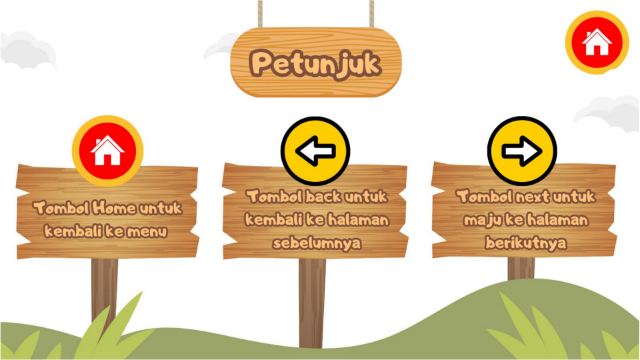 Petunjuk
Tombol Home untuk
kembali ke menu
Tombol back untuk
kembali ke halaman
sebelumnya
Tombol next untuk
maju ke halaman
berikutnya